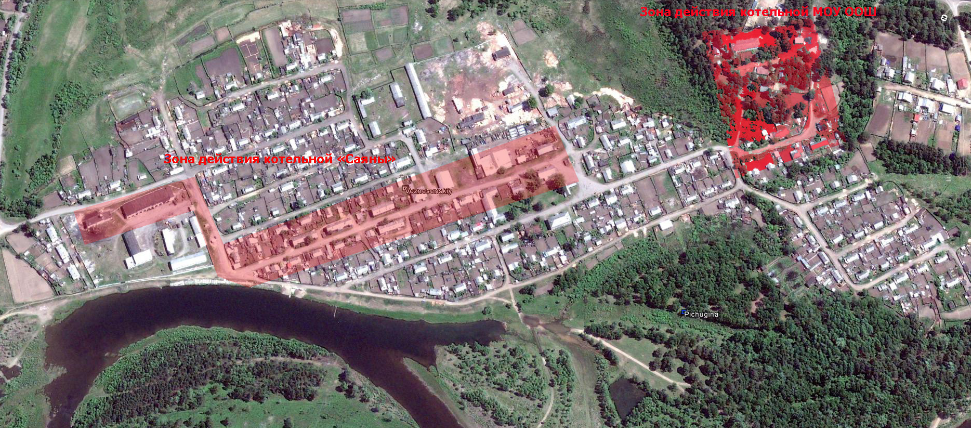 Зона действия котельной МОУ СОШ
Зона действия котельной «Саяны»
Pichugina